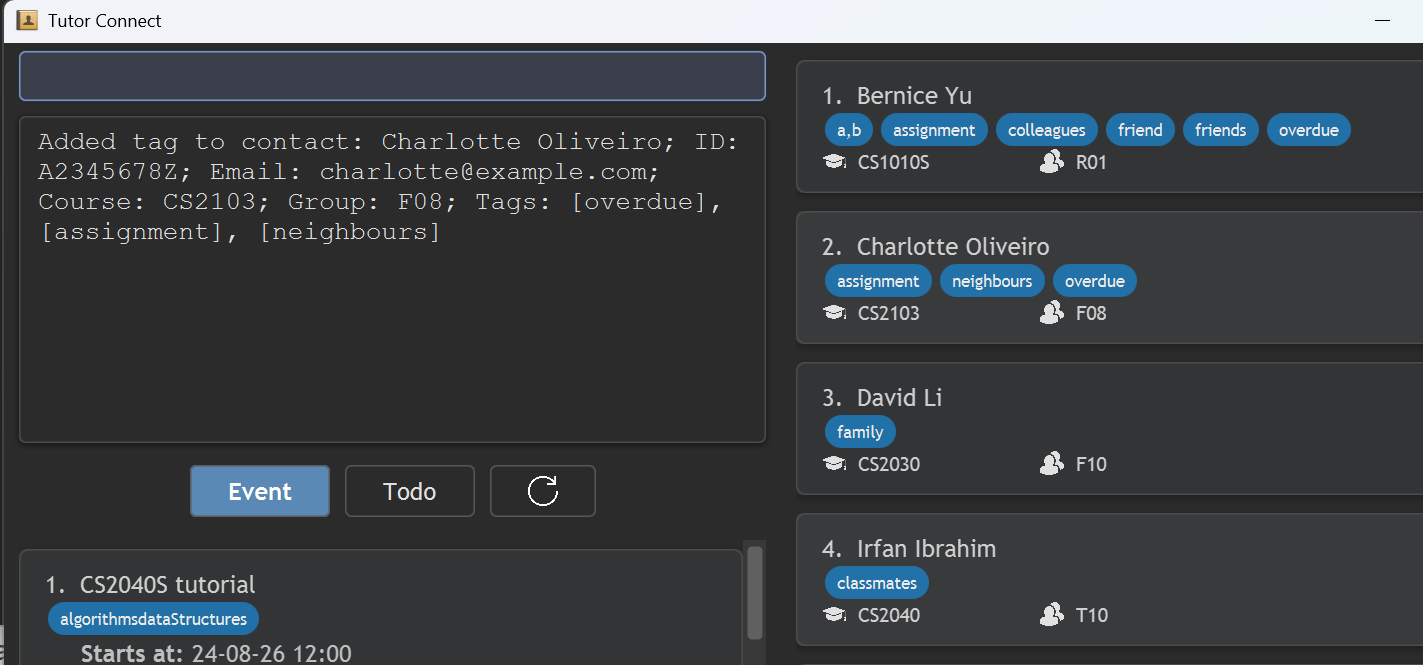 Tutor Connect
Added tag to contact: Charlotte Oliveiro; ID:
A2345678Z; Email: charlotte@example.com;
Course: CS2103; Group: F08; Tags: [overdue],
[assignment], [neighbours]
Event
Todo
1. CS2040S tutorial
algorithmsdataStructures
Starts at: 24-08-26 12:00
1. Bernice Yu
a,b assignment colleagues friend friends overdue
CS1010S R01
2. Charlotte Oliveiro
assignment neighbours overdue
CS2103 F08
3. David Li
family
CS2030 F10
4. Irfan Ibrahim
classmates
CS2040 T10